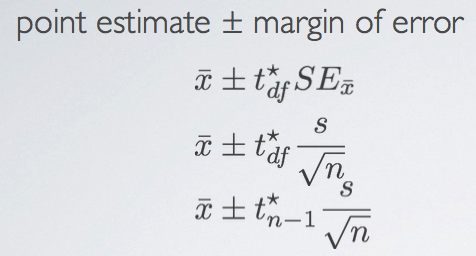 point estimate ± margin of error
x̄ ± t*_df SE_x̄
x̄ ± t*_df s/√n
x̄ ± t*_n−1 s/√n